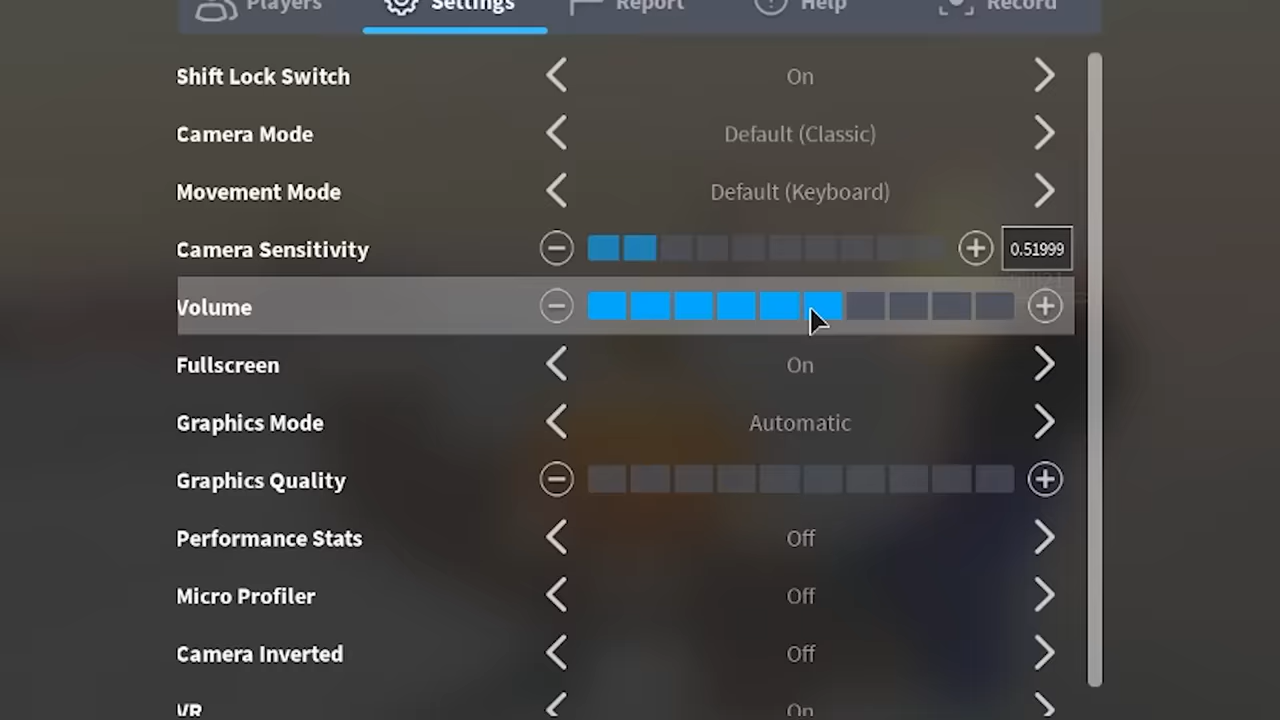 Players Settings Report Help Record
Shift Lock Switch On
Camera Mode Default (Classic)
Movement Mode Default (Keyboard)
Camera Sensitivity 0.51999
Volume
Fullscreen On
Graphics Mode Automatic
Graphics Quality
Performance Stats Off
Micro Profiler Off
Camera Inverted Off
VR On